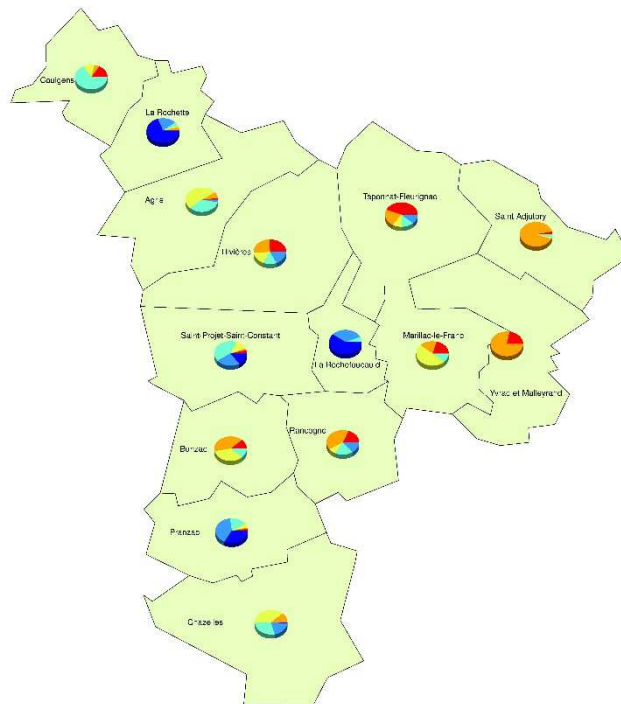 Coulgens
La Rochette
Agris
Taponnat-Fleurignac
Saint Adjutory
Rivières
Saint-Projet-Saint-Constant
La Rochefoucauld
Marillac-le-Franc
Yvrac et Malleyrand
Rancogne
Bunzac
Pranzac
Chazelles